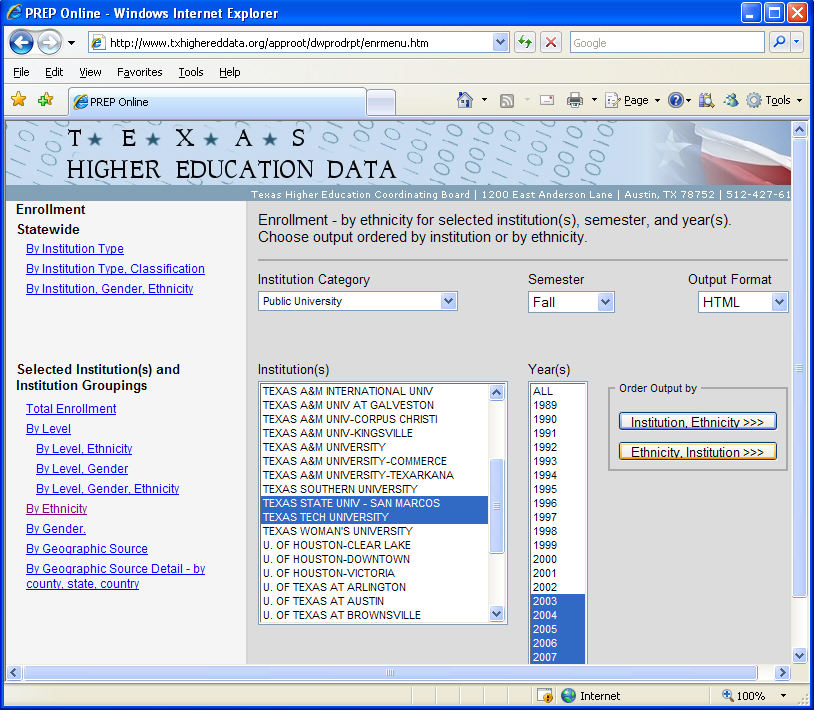 PREP Online - Windows Internet Explorer
http://www.txhighereddata.org/approot/dwprodrpt/enrmenu.htm
Google
File Edit View Favorites Tools Help
PREP Online
Page Tools
T★E★X★A★S
HIGHER EDUCATION DATA
Texas Higher Education Coordinating Board | 1200 East Anderson Lane | Austin, TX 78752 | 512-427-61
Enrollment
Statewide
By Institution Type
By Institution Type, Classification
By Institution, Gender, Ethnicity
Selected Institution(s) and
Institution Groupings
Total Enrollment
By Level
By Level, Ethnicity
By Level, Gender
By Level, Gender, Ethnicity
By Ethnicity
By Gender.
By Geographic Source
By Geographic Source Detail - by
county, state, country
Enrollment - by ethnicity for selected institution(s), semester, and year(s).
Choose output ordered by institution or by ethnicity.
Institution Category Semester Output Format
Public University Fall HTML
Institution(s)
TEXAS A&M INTERNATIONAL UNIV
TEXAS A&M UNIV AT GALVESTON
TEXAS A&M UNIV-CORPUS CHRISTI
TEXAS A&M UNIV-KINGSVILLE
TEXAS A&M UNIVERSITY
TEXAS A&M UNIVERSITY-COMMERCE
TEXAS A&M UNIVERSITY-TEXARKANA
TEXAS SOUTHERN UNIVERSITY
TEXAS STATE UNIV - SAN MARCOS
TEXAS TECH UNIVERSITY
TEXAS WOMAN'S UNIVERSITY
U. OF HOUSTON-CLEAR LAKE
U. OF HOUSTON-DOWNTOWN
U. OF HOUSTON-VICTORIA
U. OF TEXAS AT ARLINGTON
U. OF TEXAS AT AUSTIN
U. OF TEXAS AT BROWNSVILLE
Year(s)
ALL
1989
1990
1991
1992
1993
1994
1995
1996
1997
1998
1999
2000
2001
2002
2003
2004
2005
2006
2007
Order Output by
Institution, Ethnicity >>>
Ethnicity, Institution >>>
Internet 100%